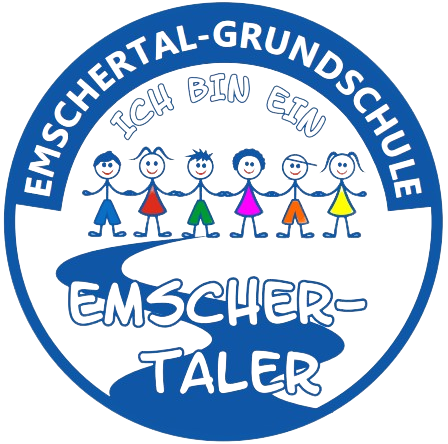 EMSCHERTAL-GRUNDSCHULE
ICH BIN EIN
EMSCHER-
TALER